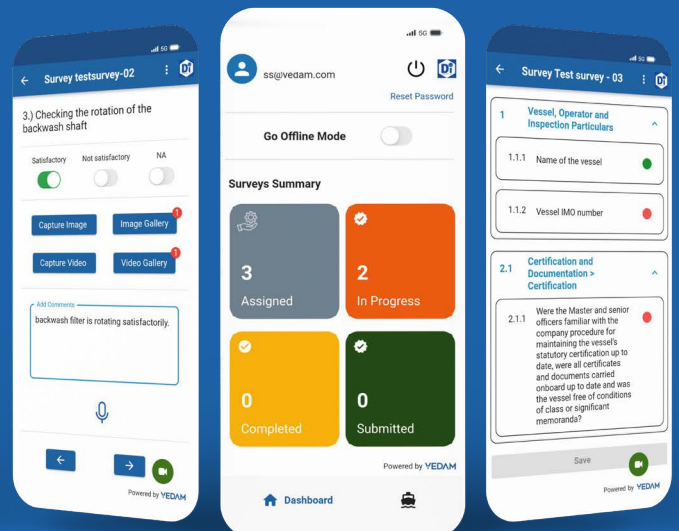 5G
Survey testsurvey-02
3.) Checking the rotation of the
backwash shaft
Satisfactory
Not satisfactory
NA
Capture Image
Image Gallery
1
Capture Video
Video Gallery
1
Add Comments
backwash filter is rotating satisfactorily.
Powered by VEDAM
5G
ss@vedam.com
Reset Password
Go Offline Mode
Surveys Summary
3
Assigned
2
In Progress
0
Completed
0
Submitted
Powered by VEDAM
Dashboard
5G
Survey Test survey - 03
1 Vessel, Operator and
Inspection Particulars
1.1.1 Name of the vessel
1.1.2 Vessel IMO number
2.1 Certification and
Documentation >
Certification
2.1.1 Were the Master and senior
officers familiar with the
company procedure for
maintaining the vessel's
statutory certification up to
date, were all certificates
and documents carried
onboard up to date and was
the vessel free of conditions
of class or significant
memoranda?
Save
Powered by VEDAM